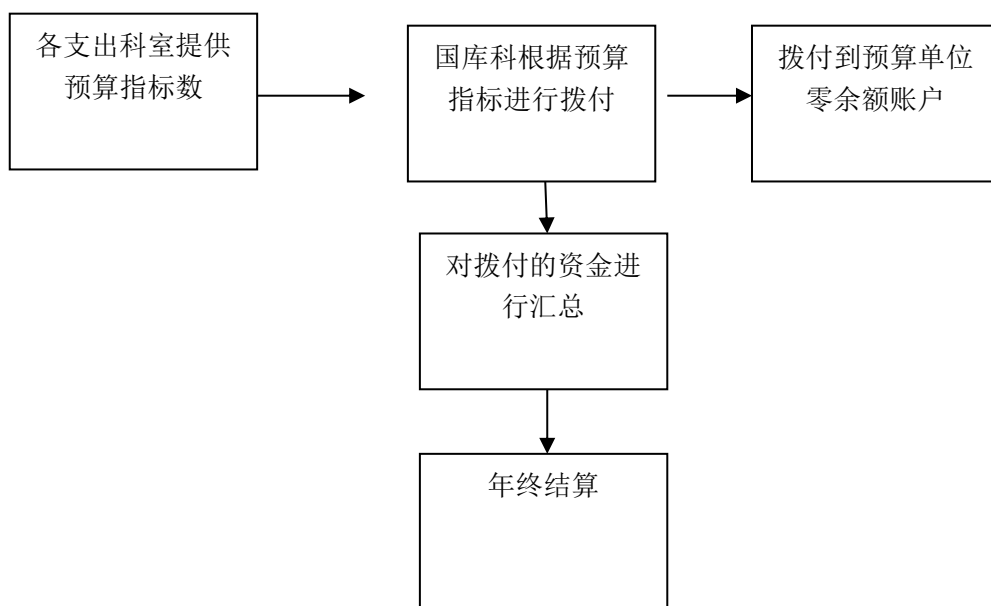 各支出科室提供
预算指标数
国库科根据预算
指标进行拨付
拨付到预算单位
零余额账户
对拨付的资金进
行汇总
年终结算